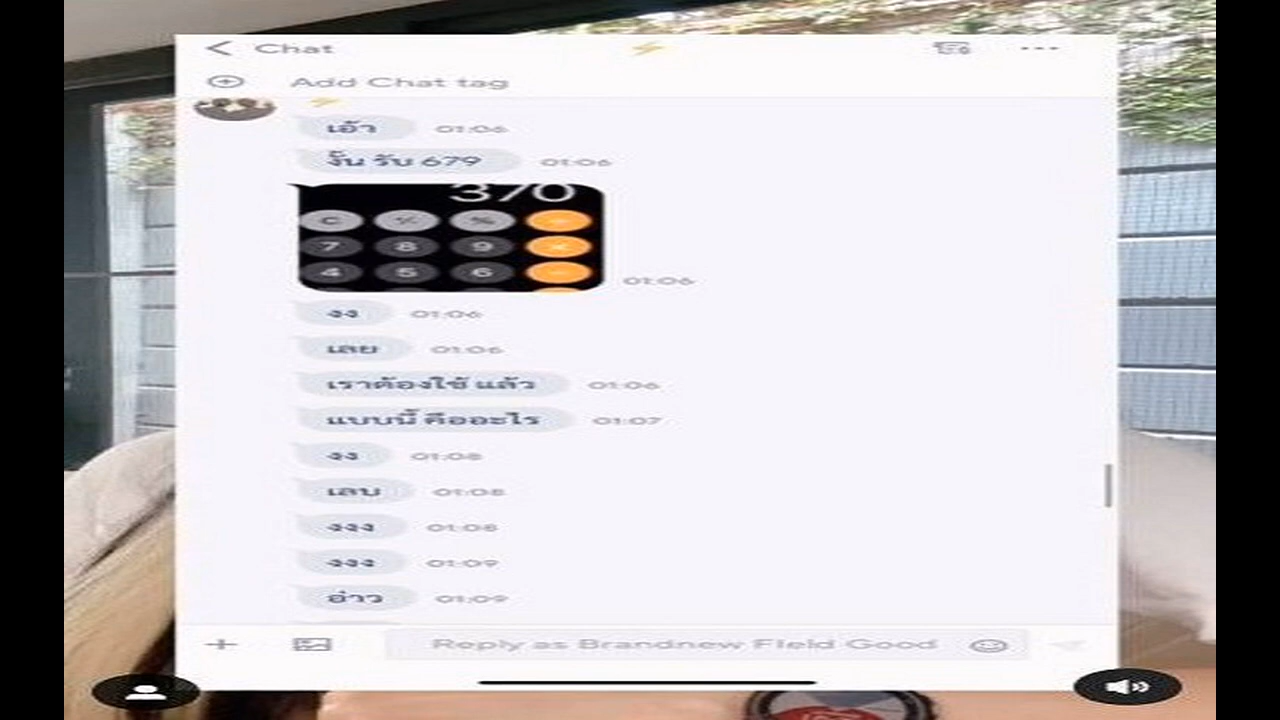 Chat
Add Chat tag
เอ้า 01:06
งั้น รับ 679 01:06
370
C % 
7 8 9 ×
4 5 6 −
01:06
งง 01:06
เลย 01:06
เราต้องใช้ แล้ว 01:06
แบบนี้ คืออะไร 01:07
งง 01:08
เลบ 01:08
งงง 01:08
งงง 01:09
อ่าว 01:09
Reply as Brandnew Field Good